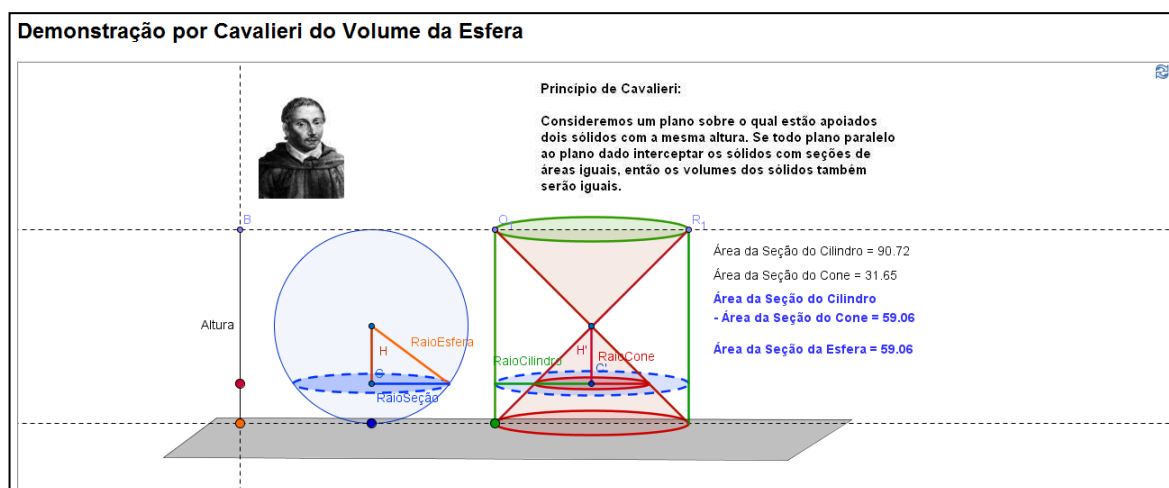 Demonstração por Cavalieri do Volume da Esfera
Princípio de Cavalieri:
Consideremos um plano sobre o qual estão apoiados
dois sólidos com a mesma altura. Se todo plano paralelo
ao plano dado interceptar os sólidos com seções de
áreas iguais, então os volumes dos sólidos também
serão iguais.
B
R1
Área da Seção do Cilindro = 90.72
Área da Seção do Cone = 31.65
Área da Seção do Cilindro
- Área da Seção do Cone = 59.06
Área da Seção da Esfera = 59.06
Altura
H
RaioEsfera
RaioSeção
H'
RaioCilindro
RaioCone
C'